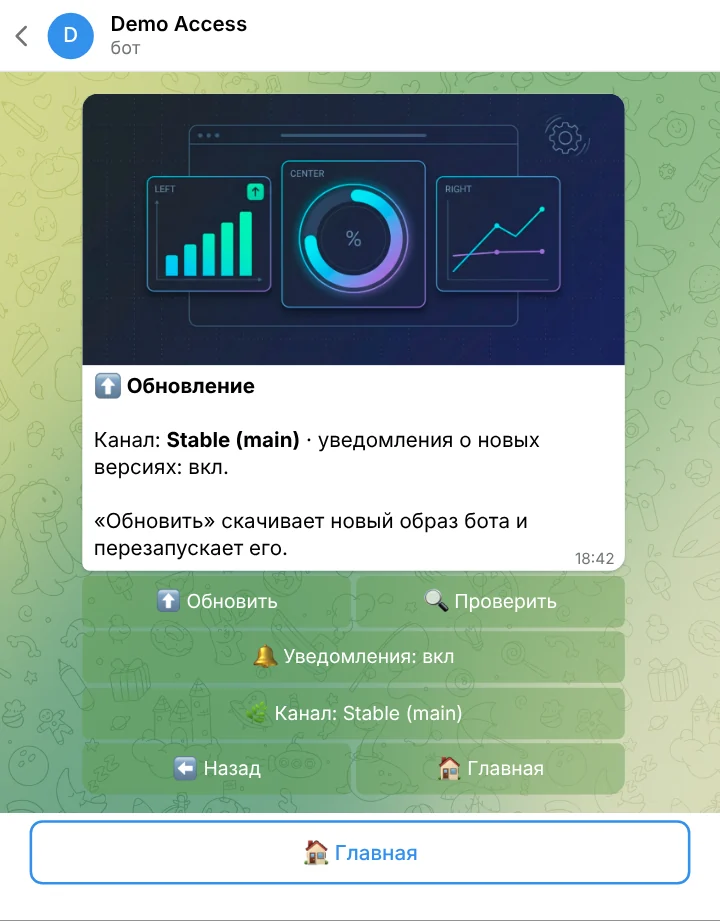 D
Demo Access
бот
LEFT
CENTER
RIGHT
%
⬆️ Обновление
Канал: Stable (main) · уведомления о новых
версиях: вкл.
«Обновить» скачивает новый образ бота и
перезапускает его.
18:42
⬆️ Обновить
🔍 Проверить
🔔 Уведомления: вкл
🌿 Канал: Stable (main)
⬅️ Назад
🏠 Главная
🏠 Главная